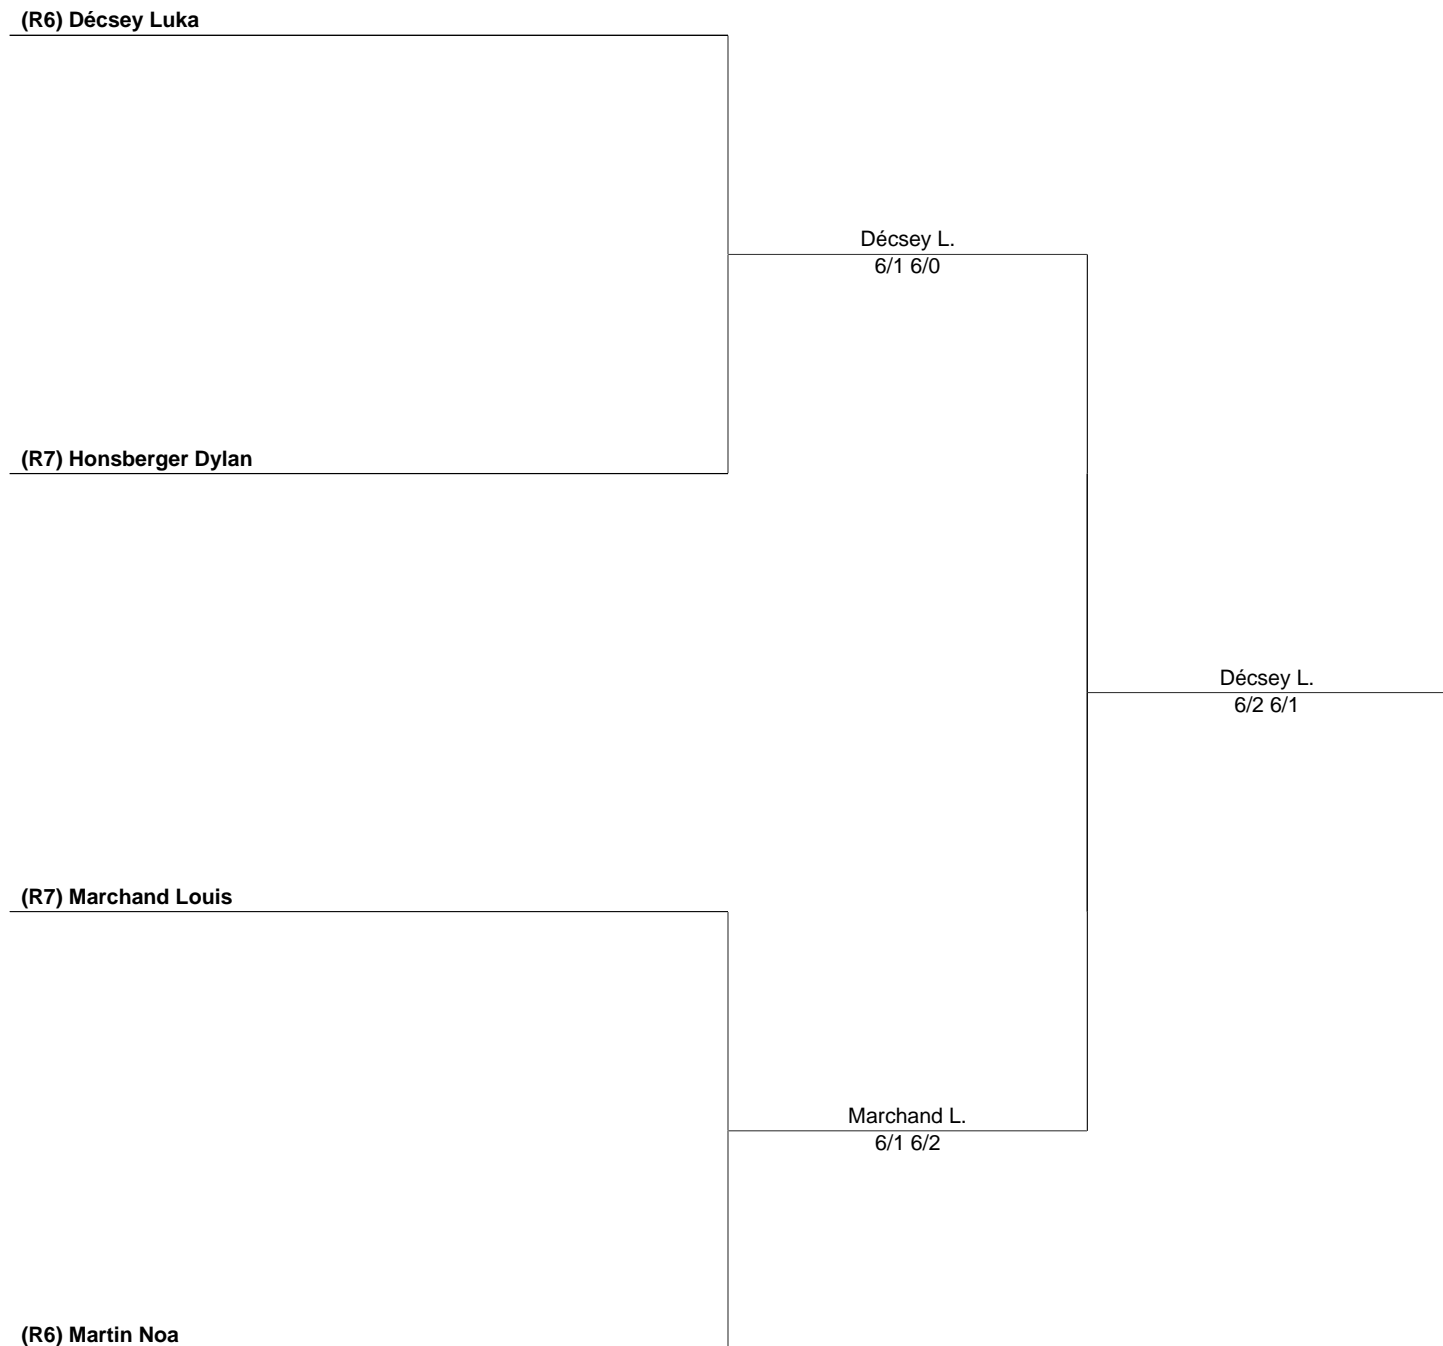 (R6) Décsey Luka
Décsey L.
6/1 6/0
(R7) Honsberger Dylan
Décsey L.
6/2 6/1
(R7) Marchand Louis
Marchand L.
6/1 6/2
(R6) Martin Noa